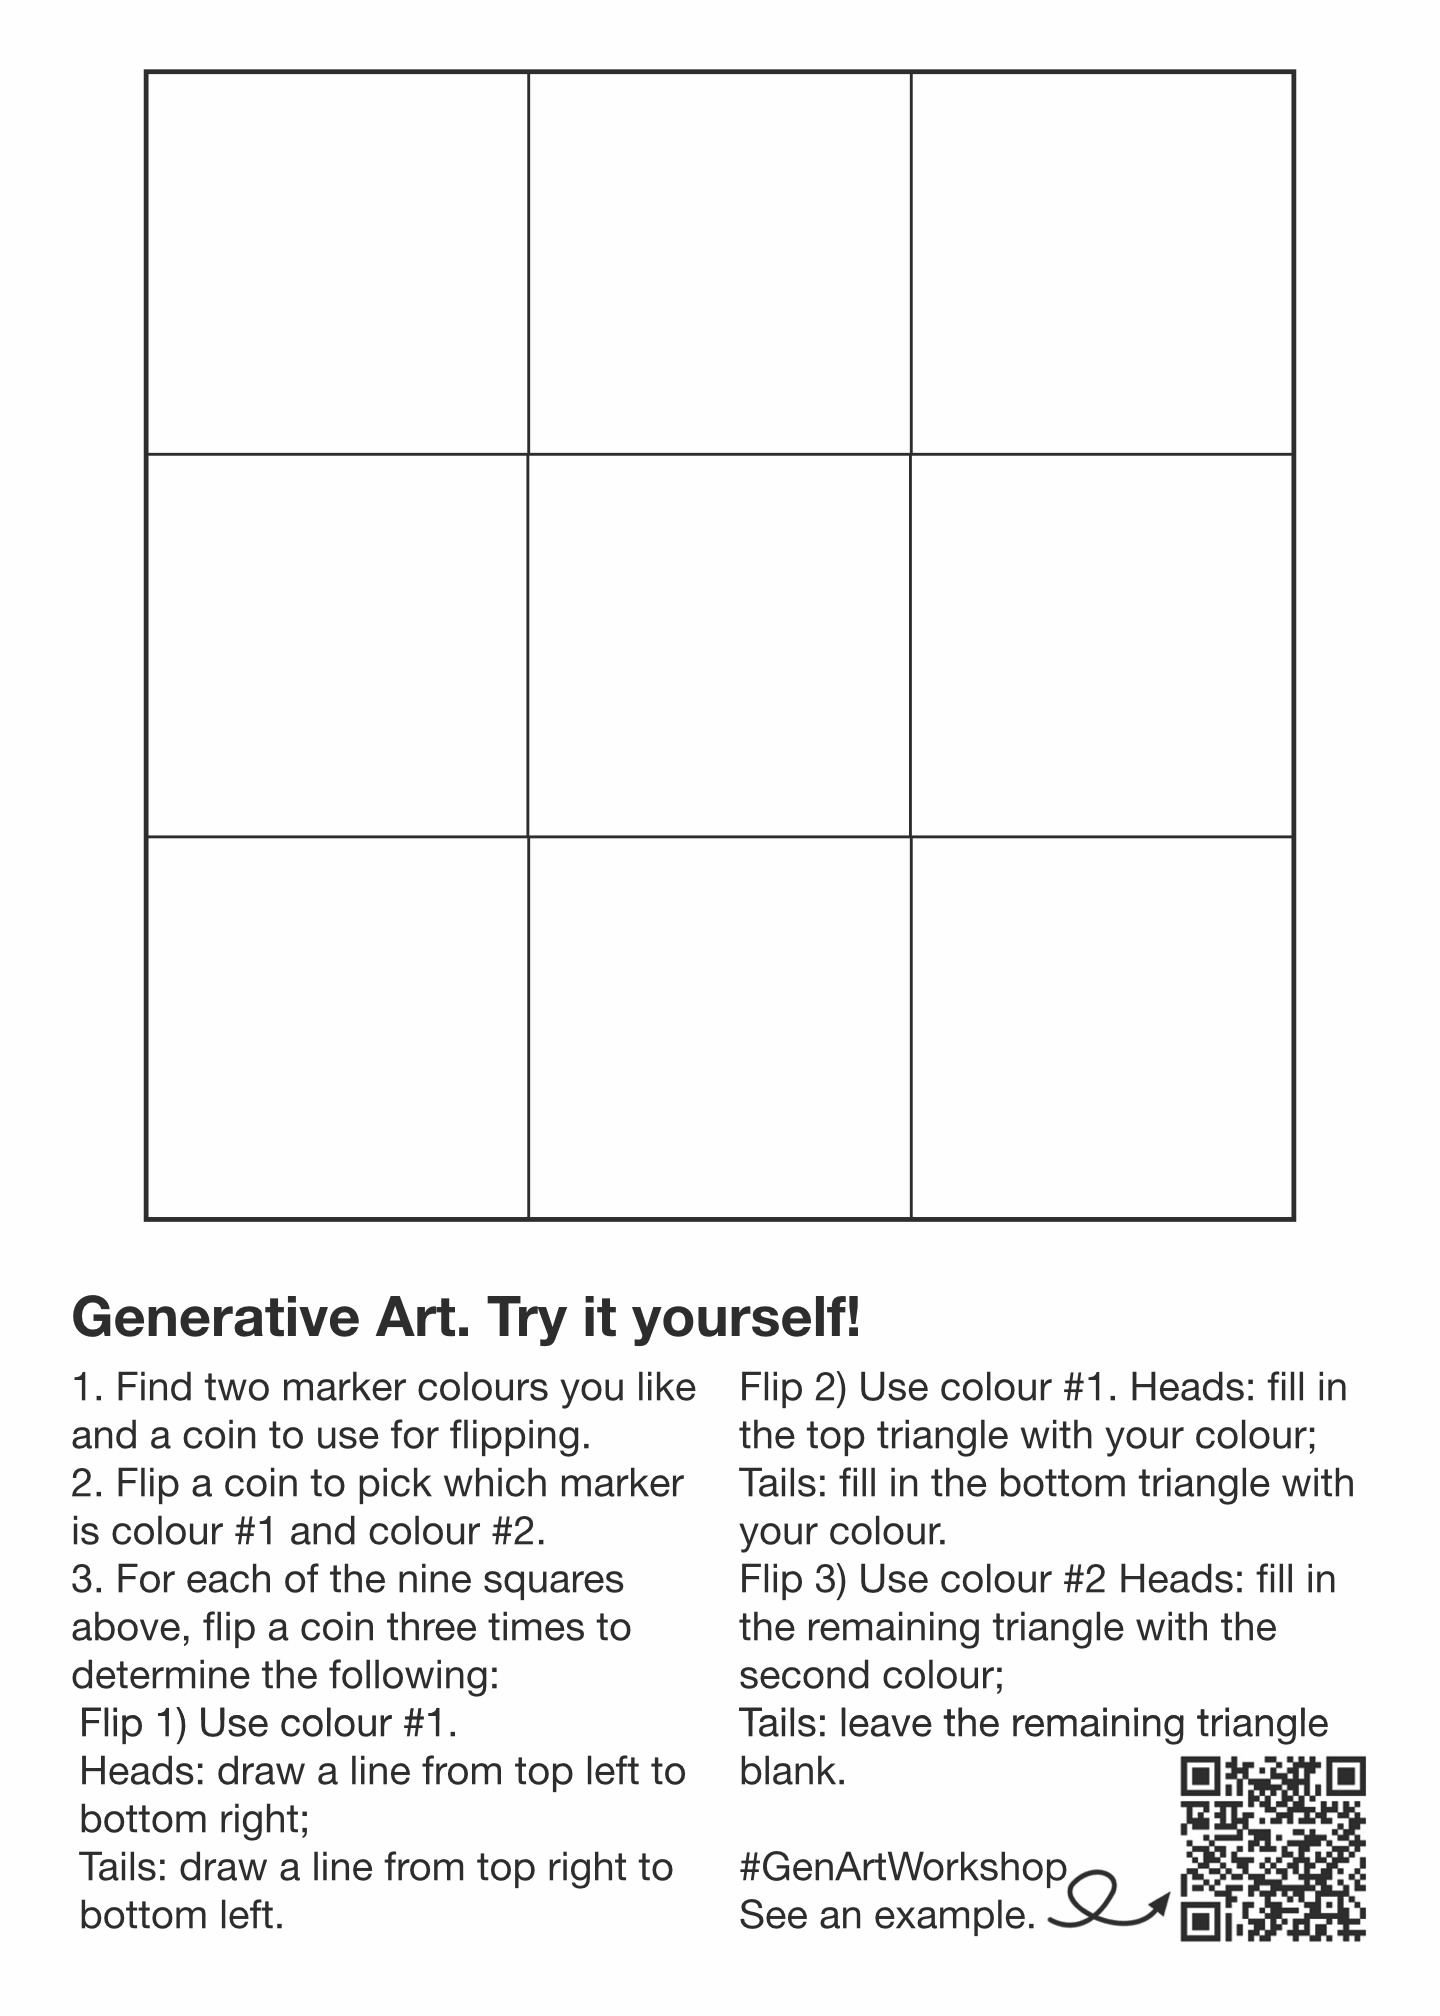 Generative Art. Try it yourself!
1. Find two marker colours you like
and a coin to use for flipping.
2. Flip a coin to pick which marker
is colour #1 and colour #2.
3. For each of the nine squares
above, flip a coin three times to
determine the following:
Flip 1) Use colour #1.
Heads: draw a line from top left to
bottom right;
Tails: draw a line from top right to
bottom left.
Flip 2) Use colour #1. Heads: fill in
the top triangle with your colour;
Tails: fill in the bottom triangle with
your colour.
Flip 3) Use colour #2 Heads: fill in
the remaining triangle with the
second colour;
Tails: leave the remaining triangle
blank.
#GenArtWorkshop
See an example.